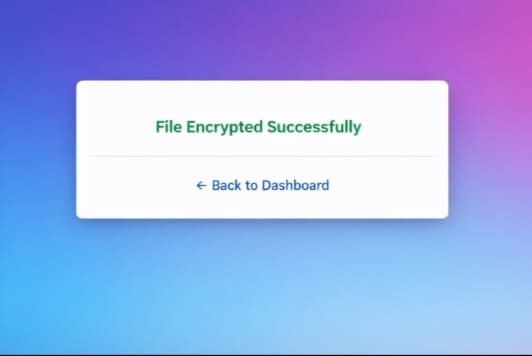 File Encrypted Successfully
← Back to Dashboard